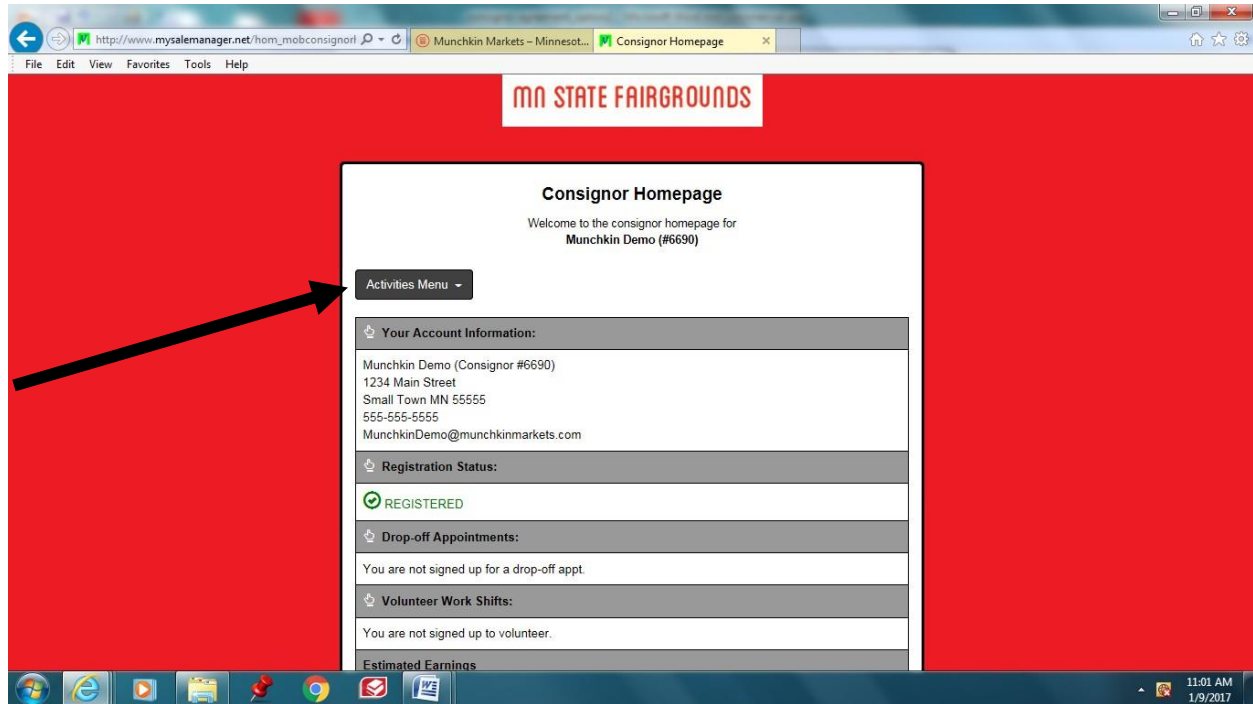 http://www.mysalemanager.net/hom_mobconsignorl
Munchkin Markets – Minnesot...
Consignor Homepage
File Edit View Favorites Tools Help
MN STATE FAIRGROUNDS
Consignor Homepage
Welcome to the consignor homepage for
Munchkin Demo (#6690)
Activities Menu
Your Account Information:
Munchkin Demo (Consignor #6690)
1234 Main Street
Small Town MN 55555
555-555-5555
MunchkinDemo@munchkinmarkets.com
Registration Status:
REGISTERED
Drop-off Appointments:
You are not signed up for a drop-off appt.
Volunteer Work Shifts:
You are not signed up to volunteer.
Estimated Earnings
11:01 AM
1/9/2017